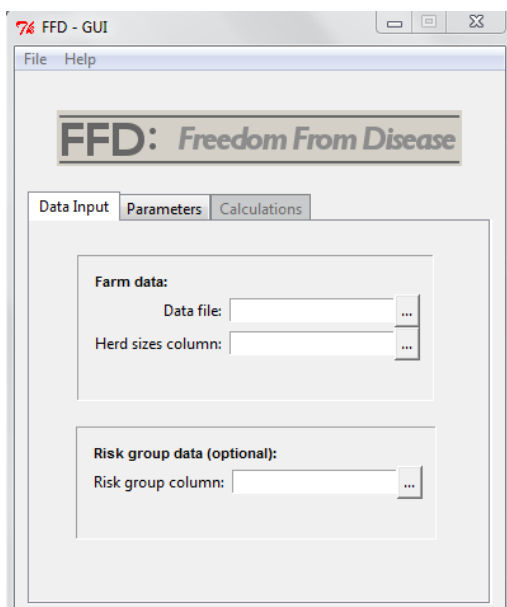 7k FFD - GUI
File Help
FFD: Freedom From Disease
Data Input Parameters Calculations
Farm data:
Data file: ...
Herd sizes column: ...
Risk group data (optional):
Risk group column: ...